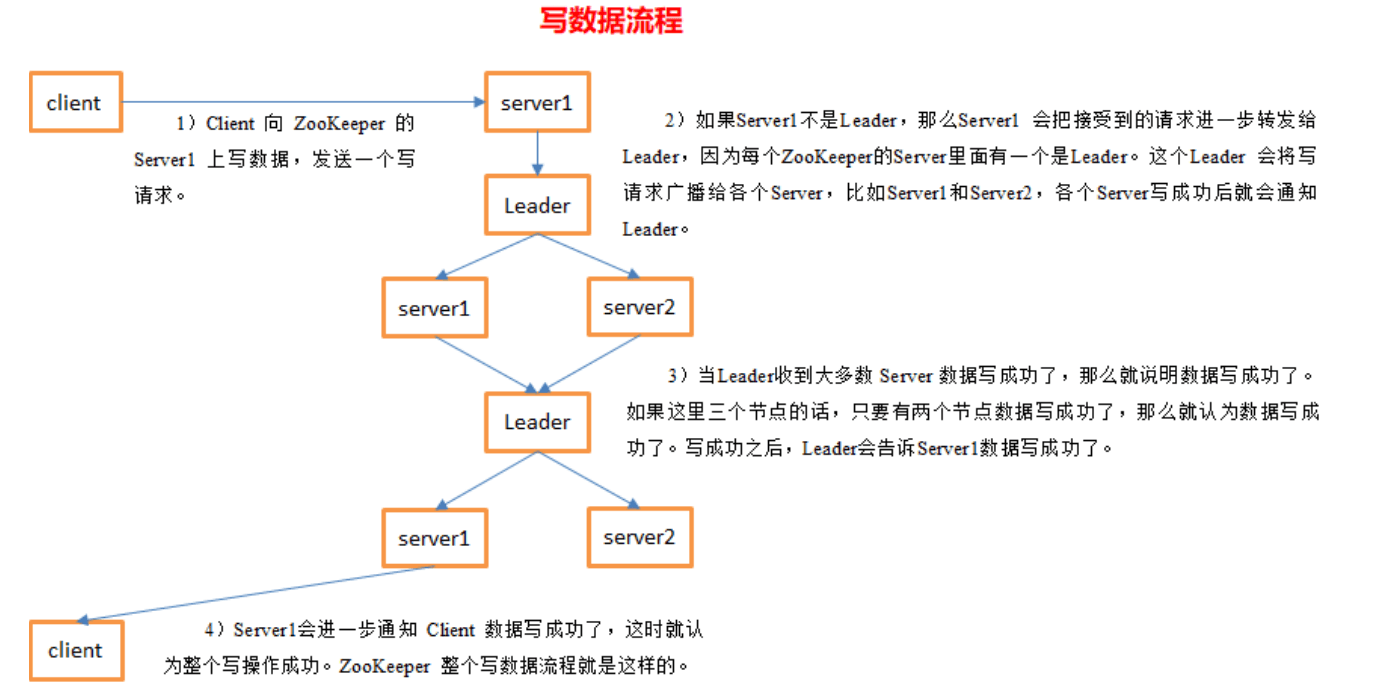 写数据流程
client
server1
1）Client 向 ZooKeeper 的
Server1 上写数据，发送一个写
请求。
2）如果Server1不是Leader，那么Server1 会把接受到的请求进一步转发给
Leader，因为每个ZooKeeper的Server里面有一个是Leader。这个Leader 会将写
请求广播给各个Server，比如Server1和Server2，各个Server写成功后就会通知
Leader。
Leader
server1
server2
3）当Leader收到大多数 Server 数据写成功了，那么就说明数据写成功了。
如果这里三个节点的话，只要有两个节点数据写成功了，那么就认为数据写成
功了。写成功之后，Leader会告诉Server1数据写成功了。
Leader
server1
server2
4）Server1会进一步通知 Client 数据写成功了，这时就认
为整个写操作成功。ZooKeeper 整个写数据流程就是这样的。
client